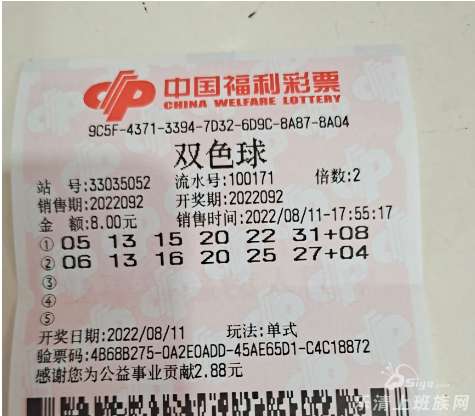 中国福利彩票
CHINA WELFARE LOTTERY
9C5F-4371-3394-7D32-6D9C-8A87-8A04
双色球
站 号:33035052 流水号:100171 倍数:2
销售期:2022092 开奖期:2022092
金 额:8.00元 销售时间:2022/08/11-17:55:17
① 05 13 15 20 22 31+08
② 06 13 16 20 25 27+04
③
④
⑤
开奖日期:2022/08/11 玩法:单式
验票码:4B68B275-0A2E0ADD-45AE65D1-C4C18872
感谢您为公益事业贡献2.88元
上班族网